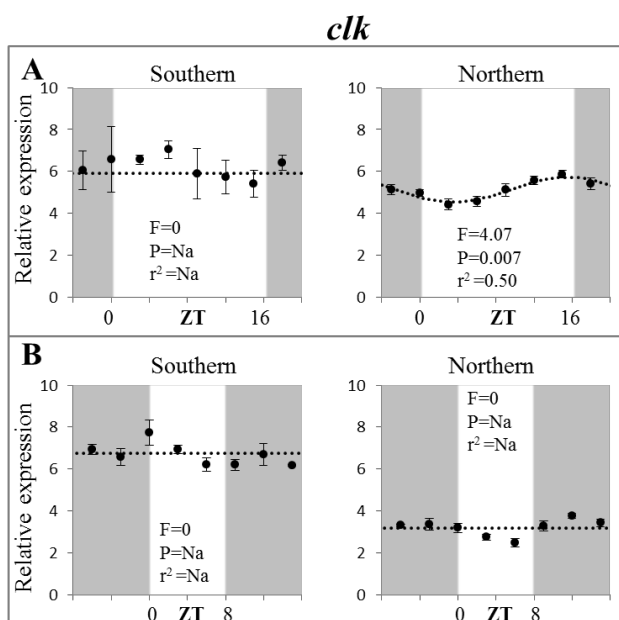 clk
A
Southern
Northern
Relative expression
10
8
6
4
2
0
F=0
P=Na
r² =Na
0 ZT 16
10
8
6
4
2
0
F=4.07
P=0.007
r² =0.50
0 ZT 16
B
Southern
Northern
Relative expression
10
8
6
4
2
0
F=0
P=Na
r² =Na
0 ZT 8
10
8
6
4
2
0
F=0
P=Na
r² =Na
0 ZT 8